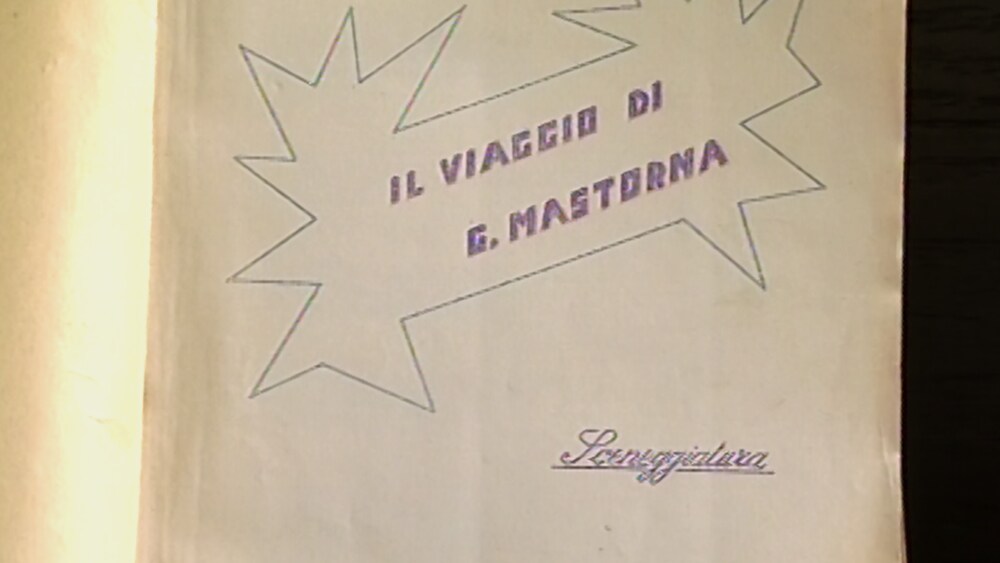 IL VIAGGIO DI
G. MASTORNA
Sceneggiatura